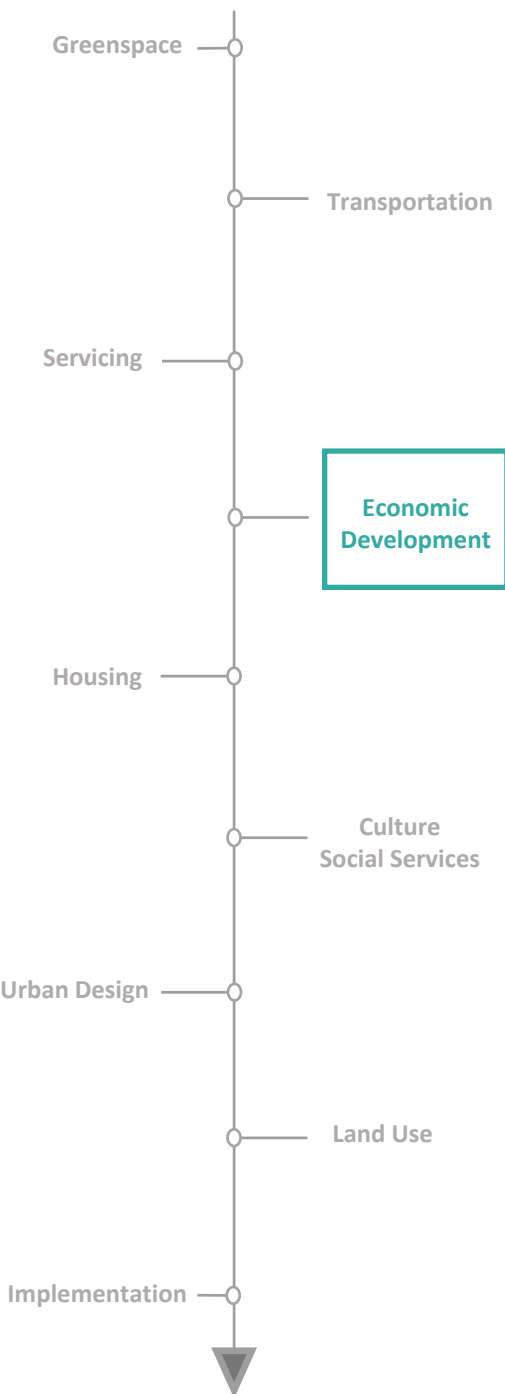 Greenspace
Transportation
Servicing
Economic
Development
Housing
Culture
Social Services
Urban Design
Land Use
Implementation